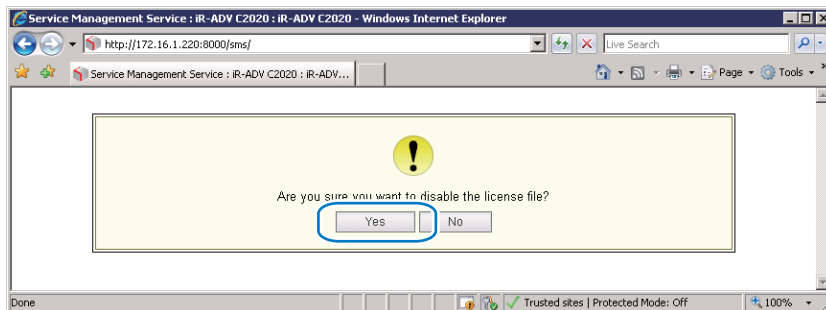 Service Management Service : iR-ADV C2020 : iR-ADV C2020 - Windows Internet Explorer
http://172.16.1.220:8000/sms/
Live Search
Service Management Service : iR-ADV C2020 : iR-ADV...
Page
Tools
Are you sure you want to disable the license file?
Yes
No
Done
Trusted sites | Protected Mode: Off
100%